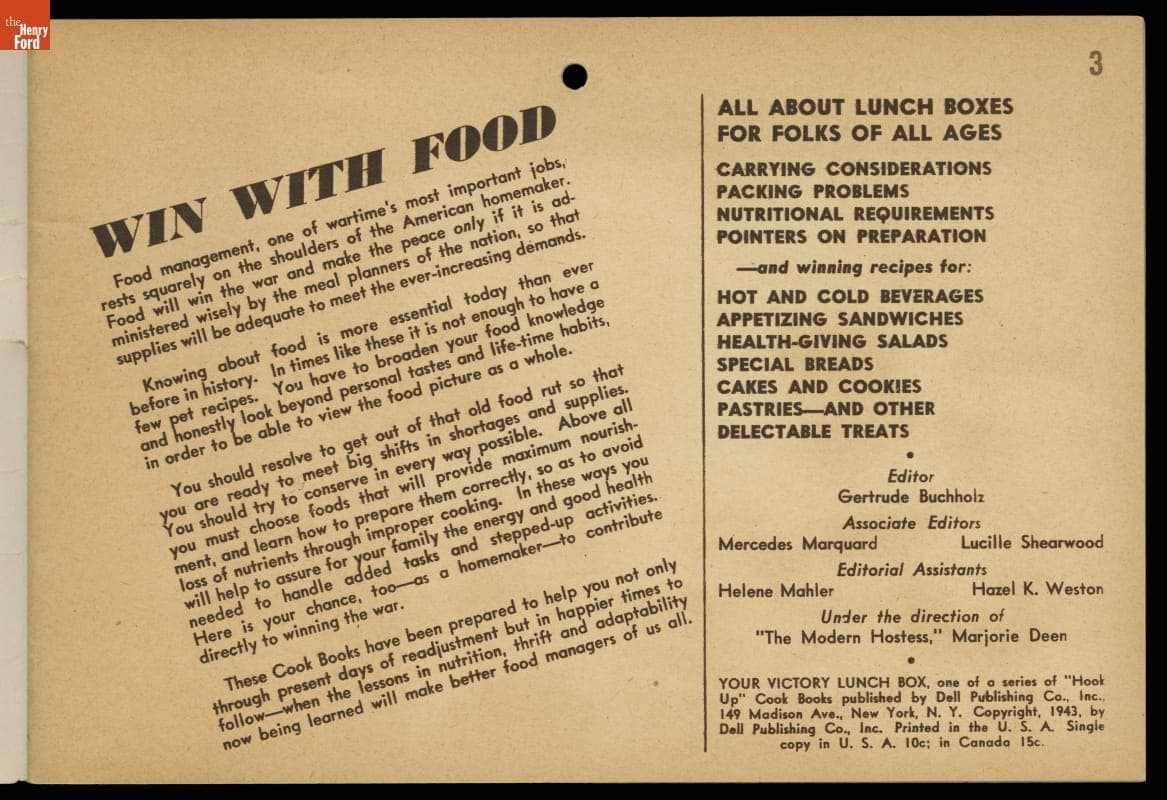 the
Henry
Ford
3
WIN WITH FOOD
Food management, one of wartime's most important jobs,
rests squarely on the shoulders of the American homemaker.
Food will win the war and make the peace only if it is ad-
ministered wisely by the meal planners of the nation, so that
supplies will be adequate to meet the ever-increasing demands.
Knowing about food is more essential today than ever
before in history. In times like these it is not enough to have a
few pet recipes. You have to broaden your food knowledge
and honestly look beyond personal tastes and life-time habits,
in order to be able to view the food picture as a whole.
You should resolve to get out of that old food rut so that
you are ready to meet big shifts in shortages and supplies.
You should try to conserve in every way possible. Above all
you must choose foods that will provide maximum nourish-
ment, and learn how to prepare them correctly, so as to avoid
loss of nutrients through improper cooking. In these ways you
will help to assure for your family the energy and good health
needed to handle added tasks and stepped-up activities.
Here is your chance, too—as a homemaker—to contribute
directly to winning the war.
These Cook Books have been prepared to help you not only
through present days of readjustment but in happier times to
follow—when the lessons in nutrition, thrift and adaptability
now being learned will make better food managers of us all.
ALL ABOUT LUNCH BOXES
FOR FOLKS OF ALL AGES
CARRYING CONSIDERATIONS
PACKING PROBLEMS
NUTRITIONAL REQUIREMENTS
POINTERS ON PREPARATION
—and winning recipes for:
HOT AND COLD BEVERAGES
APPETIZING SANDWICHES
HEALTH-GIVING SALADS
SPECIAL BREADS
CAKES AND COOKIES
PASTRIES—AND OTHER
DELECTABLE TREATS
Editor
Gertrude Buchholz
Associate Editors
Mercedes Marquard Lucille Shearwood
Editorial Assistants
Helene Mahler Hazel K. Weston
Under the direction of
"The Modern Hostess," Marjorie Deen
YOUR VICTORY LUNCH BOX, one of a series of "Hook
Up" Cook Books published by Dell Publishing Co., Inc.,
149 Madison Ave., New York, N. Y. Copyright, 1943, by
Dell Publishing Co., Inc. Printed in the U. S. A. Single
copy in U. S. A. 10c; in Canada 15c.